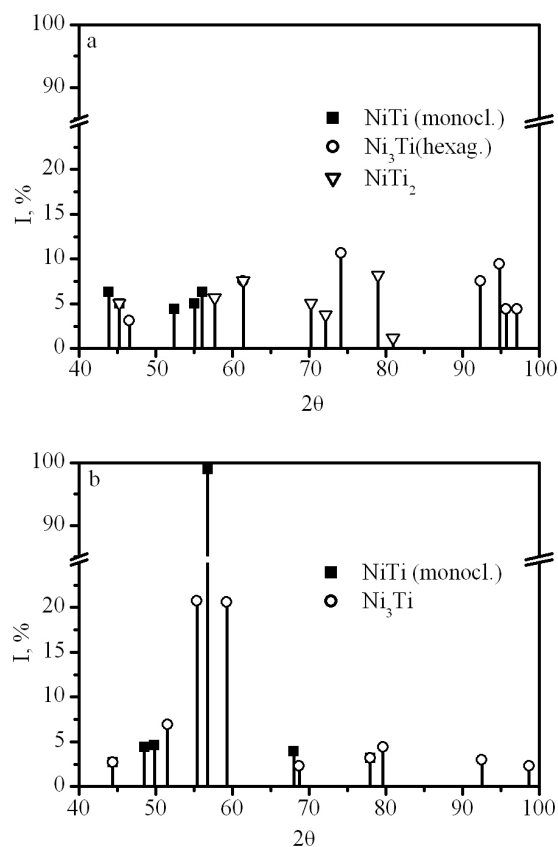 a
100
90
20
15
10
5
0
I, %
NiTi (monocl.)
Ni₃Ti(hexag.)
NiTi₂
40 50 60 70 80 90 100
2θ
b
100
90
20
15
10
5
0
I, %
NiTi (monocl.)
Ni₃Ti
40 50 60 70 80 90 100
2θ